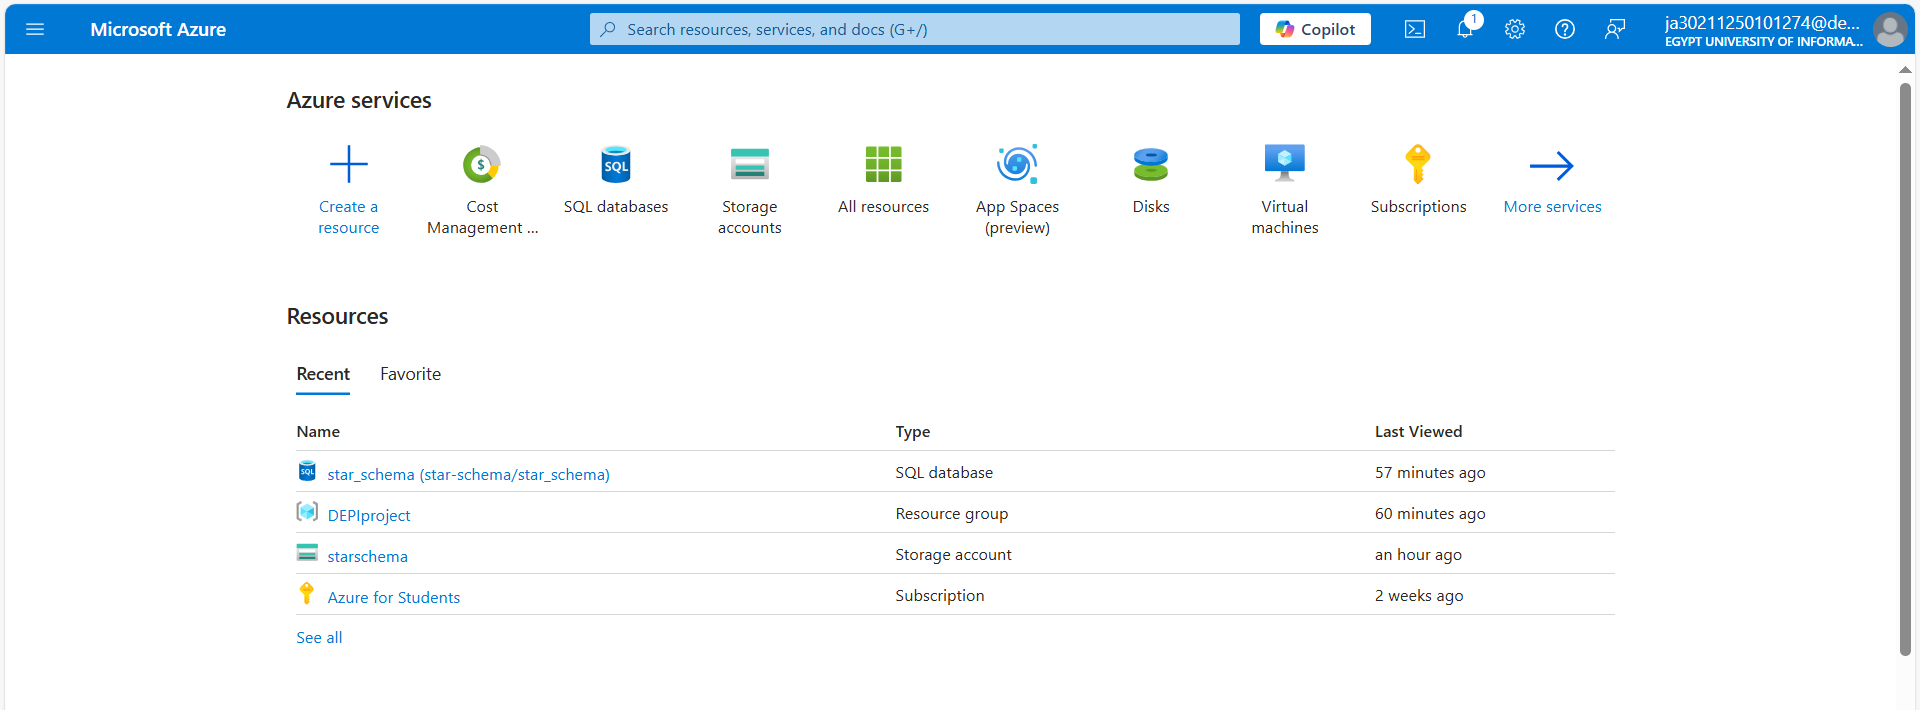 Microsoft Azure
Search resources, services, and docs (G+/)
Copilot
1
ja30211250101274@de...
EGYPT UNIVERSITY OF INFORMA...
Azure services
Create a resource
$
Cost Management ...
SQL
SQL databases
Storage accounts
All resources
App Spaces (preview)
Disks
Virtual machines
Subscriptions
More services
Resources
Recent Favorite
Name Type Last Viewed
SQL star_schema (star-schema/star_schema) SQL database 57 minutes ago
DEPIproject Resource group 60 minutes ago
starschema Storage account an hour ago
Azure for Students Subscription 2 weeks ago
See all